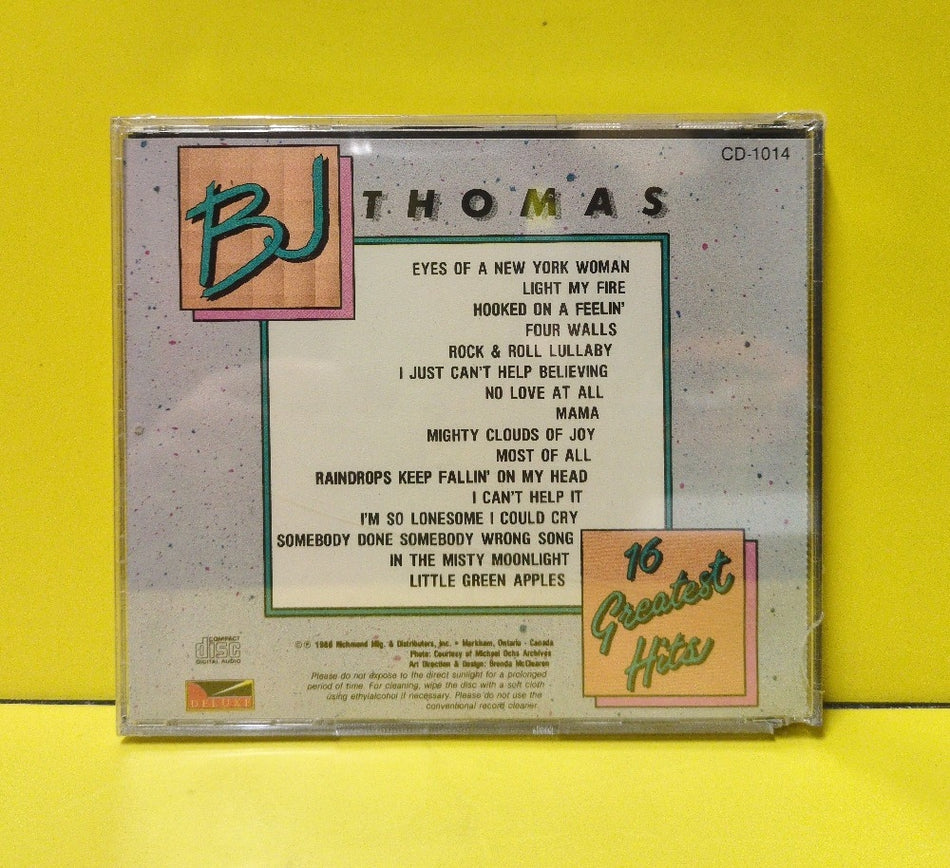 CD-1014
BJ
THOMAS
EYES OF A NEW YORK WOMAN
LIGHT MY FIRE
HOOKED ON A FEELIN'
FOUR WALLS
ROCK & ROLL LULLABY
I JUST CAN'T HELP BELIEVING
NO LOVE AT ALL
MAMA
MIGHTY CLOUDS OF JOY
MOST OF ALL
RAINDROPS KEEP FALLIN' ON MY HEAD
I CAN'T HELP IT
I'M SO LONESOME I COULD CRY
SOMEBODY DONE SOMEBODY WRONG SONG
IN THE MISTY MOONLIGHT
LITTLE GREEN APPLES
16
Greatest
Hits
COMPACT
disc
DIGITAL AUDIO
DELUXE
©℗ 1986 Richmond Mfg. & Distributors, Inc. • Markham, Ontario - Canada
Photo: Courtesy of Michael Ochs Archives
Art Direction & Design: Brenda McClearen
Please do not expose to the direct sunlight for a prolonged
period of time. For cleaning, wipe the disc with a soft cloth
using ethylalcohol if necessary. Please do not use the
conventional record cleaner.